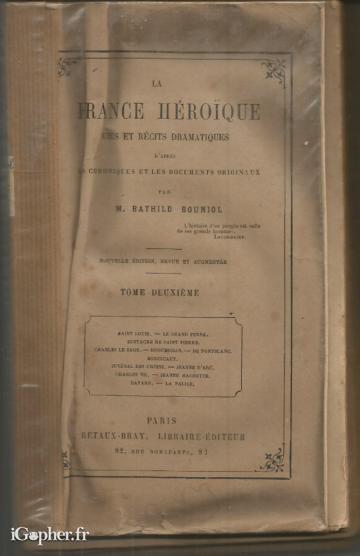 LA
FRANCE HÉROÏQUE
VIES ET RÉCITS DRAMATIQUES
D'APRÈS
LES CHRONIQUES ET LES DOCUMENTS ORIGINAUX
PAR
M. BATHILD BOUNIOL
L'histoire d'un peuple est celle
de ses grands hommes.
NOUVELLE ÉDITION, REVUE ET AUGMENTÉE
TOME DEUXIÈME
SAINT LOUIS. — LE GRAND FERRÉ.
EUSTACHE DE SAINT PIERRE.
CHARLES LE SAGE. — DUGUESCLIN. — DU PONTBLANC.
BOUCICAUT.
JUVÉNAL DES URSINS. — JEANNE D'ARC.
CHARLES VII. — JEANNE HACHETTE.
BAYARD. — LA PALICE.
PARIS
RETAUX-BRAY, LIBRAIRE-ÉDITEUR
82, RUE BONAPARTE, 82
iGopher.fr